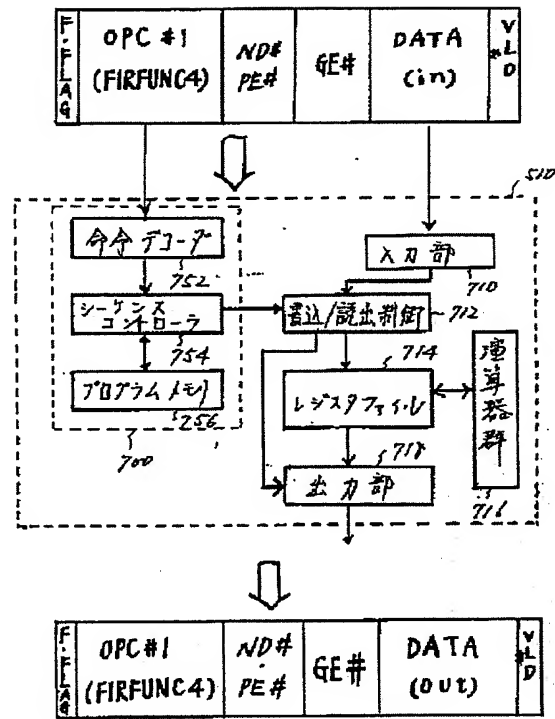 F.FLAG
OPC #1
(FIRFUNC4)
ND#
PE#
GE#
DATA
(in)
*VLD
510
命令デコーダ
752
入力部
710
シーケンス
コントローラ
754
書込/読出制御
712
プログラムメモリ
756
700
714
レジスタファイル
演算器群
716
718
出力部
F.FLAG
OPC #1
(FIRFUNC4)
ND#
・
PE#
GE#
DATA
(out)
*VLD